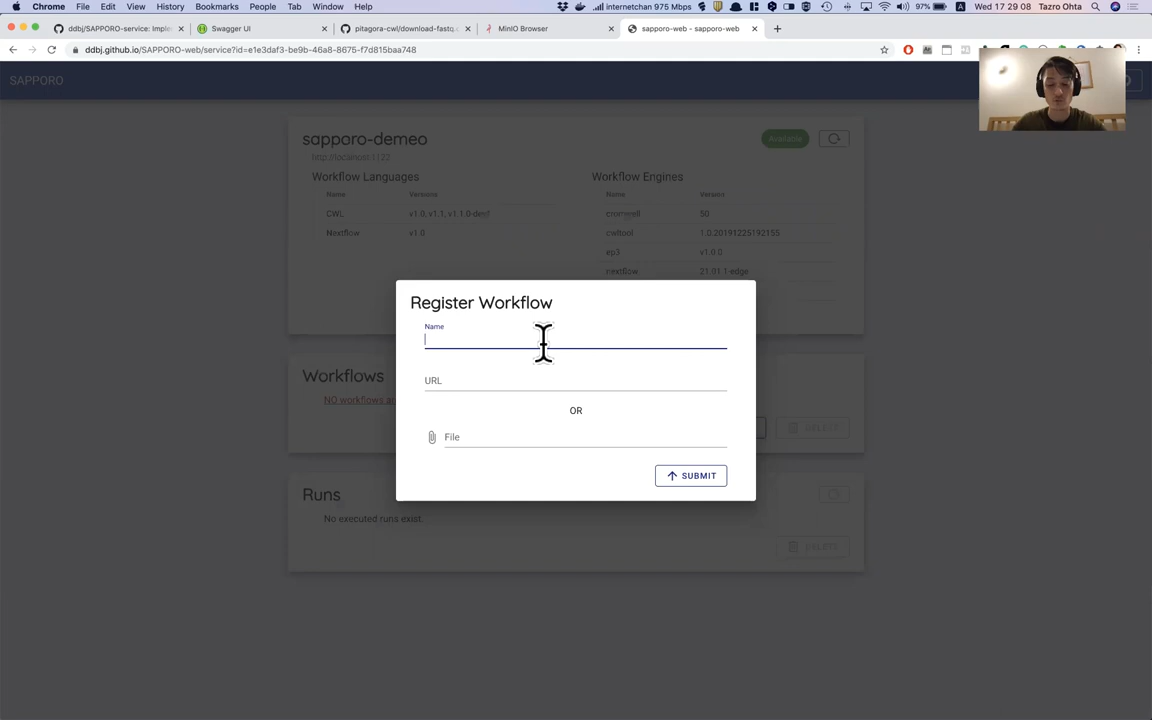 Chrome File Edit View History Bookmarks People Tab Window Help
internetchan 975 Mbps 97% Wed 17 29 08 Tazro Ohta
ddbj/SAPPORO-service: Imple
Swagger UI
pitagora-cwl/download-fastq.c
MinIO Browser
sapporo-web - sapporo-web
ddbj.github.io/SAPPORO-web/service?id=e1e3daf3-be9b-46a8-8675-f7d815baa748
SAPPORO
sapporo-demeo
Available
http://localhost:1122
Workflow Languages
Workflow Engines
Name Versions
Name Version
CWL v1.0, v1.1, v1.1.0-dev1
cromwell 50
Nextflow v1.0
cwltool 1.0.20191225192155
ep3 v1.0.0
nextflow 21.01.1-edge
Register Workflow
Name
Workflows
URL
NO workflows
OR
DELETE
File
SUBMIT
Runs
No executed runs exist.
DELETE